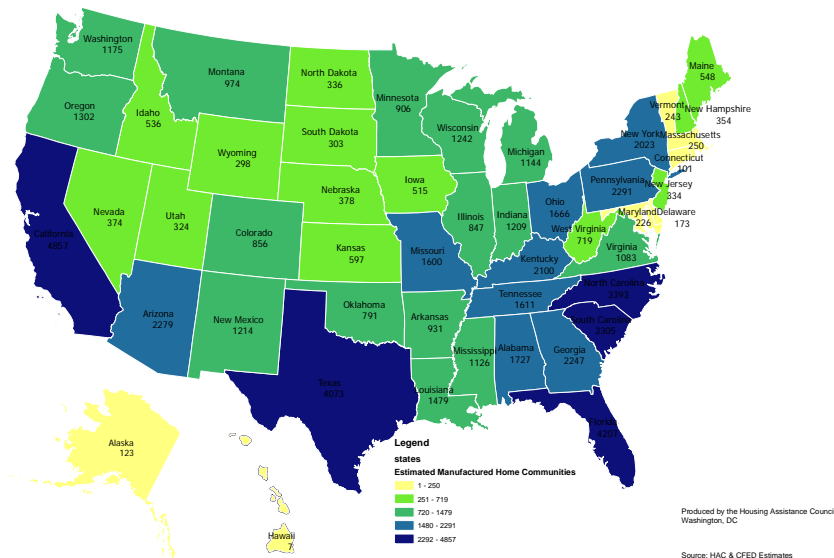 Washington
1175
Oregon
1302
California
4857
Idaho
536
Nevada
374
Montana
974
Wyoming
298
Utah
324
Arizona
2279
Colorado
856
New Mexico
1214
North Dakota
336
South Dakota
303
Nebraska
378
Kansas
597
Oklahoma
791
Texas
4073
Minnesota
906
Iowa
515
Missouri
1600
Arkansas
931
Louisiana
1479
Wisconsin
1242
Illinois
847
Michigan
1144
Indiana
1209
Ohio
1666
Kentucky
2100
Tennessee
1611
Mississippi
1126
Alabama
1727
Georgia
2247
Florida
4207
South Carolina
3305
North Carolina
3393
Virginia
1083
West Virginia
719
Maryland
226
Delaware
173
Pennsylvania
2291
New Jersey
334
New York
2023
Connecticut
101
Massachusetts
250
Vermont
243
New Hampshire
354
Maine
548
Alaska
123
Hawaii
7
Legend
states
Estimated Manufactured Home Communities
1 - 250
251 - 719
720 - 1479
1480 - 2291
2292 - 4857
Produced by the Housing Assistance Counci
Washington, DC
Source: HAC & CFED Estimates